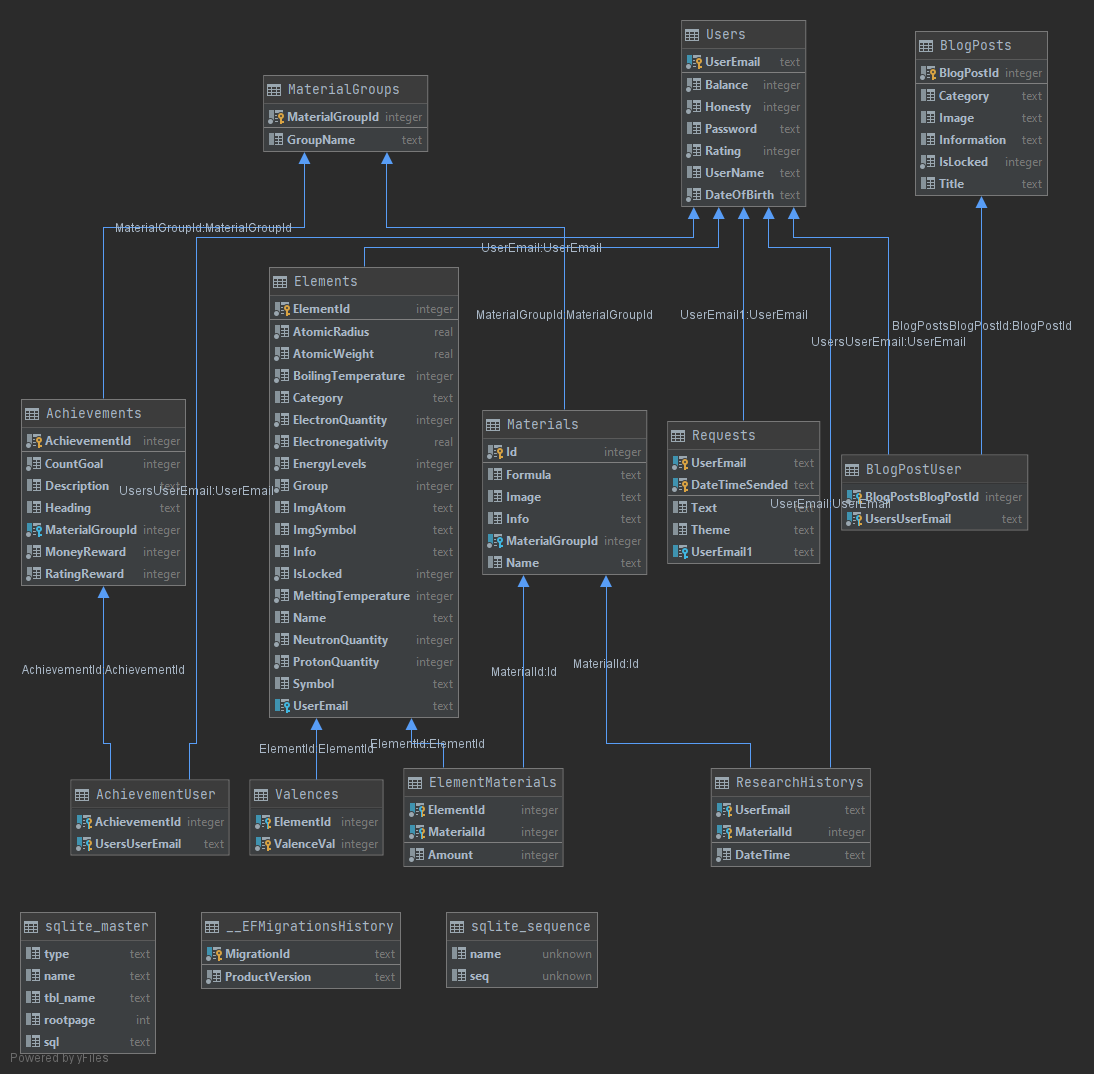 Users
UserEmail text
Balance integer
Honesty integer
Password text
Rating integer
UserName text
DateOfBirth text
BlogPosts
BlogPostId integer
Category text
Image text
Information text
IsLocked integer
Title text
MaterialGroups
MaterialGroupId integer
GroupName text
MaterialGroupId:MaterialGroupId
UserEmail:UserEmail
MaterialGroupId:MaterialGroupId
UserEmail1:UserEmail
BlogPostsBlogPostId:BlogPostId
UsersUserEmail:UserEmail
Elements
ElementId integer
AtomicRadius real
AtomicWeight real
BoilingTemperature integer
Category text
ElectronQuantity integer
Electronegativity real
EnergyLevels integer
Group text
ImgAtom text
ImgSymbol text
Info text
IsLocked integer
MeltingTemperature integer
Name text
NeutronQuantity integer
ProtonQuantity integer
Symbol text
UserEmail text
Achievements
AchievementId integer
CountGoal integer
Description text
UsersUserEmail:UserEmail
Heading text
MaterialGroupId integer
MoneyReward integer
RatingReward integer
Materials
Id integer
Formula text
Image text
Info text
MaterialGroupId integer
Name text
Requests
UserEmail text
DateTimeSended text
Text text
UserEmail:UserEmail
Theme text
UserEmail1 text
BlogPostUser
BlogPostsBlogPostId integer
UsersUserEmail text
AchievementId:AchievementId
MaterialId:Id
MaterialId:Id
ElementId:ElementId
ElementId:ElementId
AchievementUser
AchievementId integer
UsersUserEmail text
Valences
ElementId integer
ValenceVal integer
ElementMaterials
ElementId integer
MaterialId integer
Amount integer
ResearchHistorys
UserEmail text
MaterialId integer
DateTime text
sqlite_master
type text
name text
tbl_name text
rootpage int
sql text
__EFMigrationsHistory
MigrationId text
ProductVersion text
sqlite_sequence
name unknown
seq unknown
Powered by yFiles